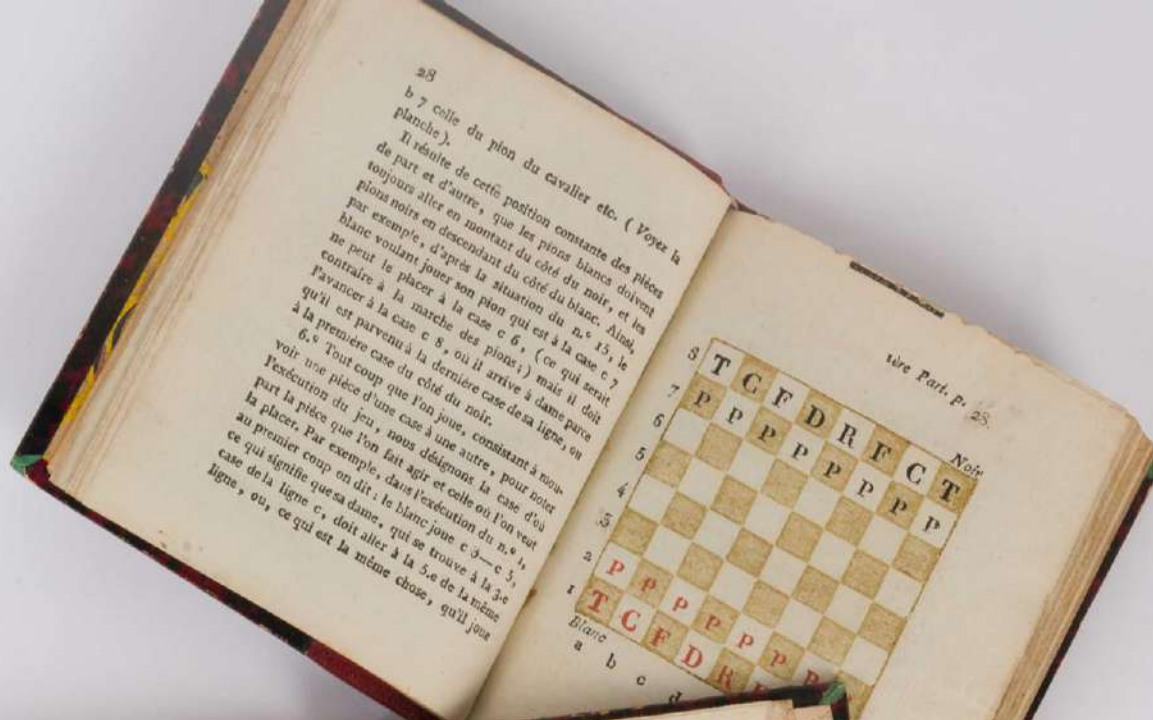 28
b 7 celle du pion du cavalier etc. ( Voyez la
planche ).
Il résulte de cette position constante des pièces
de part et d'autre, que les pions blancs doivent
toujours aller en montant du côté du noir, et les
pions noirs en descendant du côté du blanc. Ainsi,
par exemple, d'après la situation du n.º 15, le
blanc voulant jouer son pion qui est à la case c 7
ne peut le placer à la case c 6, (ce qui serait
contraire à la marche des pions;) mais il doit
l'avancer à la case c 8, où il arrive à dame parce
qu'il est parvenu à la dernière case de sa ligne, ou
à la première case du côté du noir.
6.º Tout coup que l'on joue, consistant à mou-
voir une pièce d'une case à une autre, pour noter
l'exécution du jeu, nous désignons la case d'où
part la pièce que l'on fait agir et celle où l'on veut
la placer. Par exemple, dans l'exécution du n.º 1,
au premier coup on dit : le blanc joue c 3—c 5,
ce qui signifie que sa dame, qui se trouve à la 3.e
case de la ligne c, doit aller à la 5.e de la même
ligne, ou, ce qui est la même chose, qu'il joue
1ère Part. p. 28
Noir
8 T C F D R F C T
7 P P P P P P P P
6
5
4
3
2 P P P P P P P
1 T C F D R
Blanc
a b c d